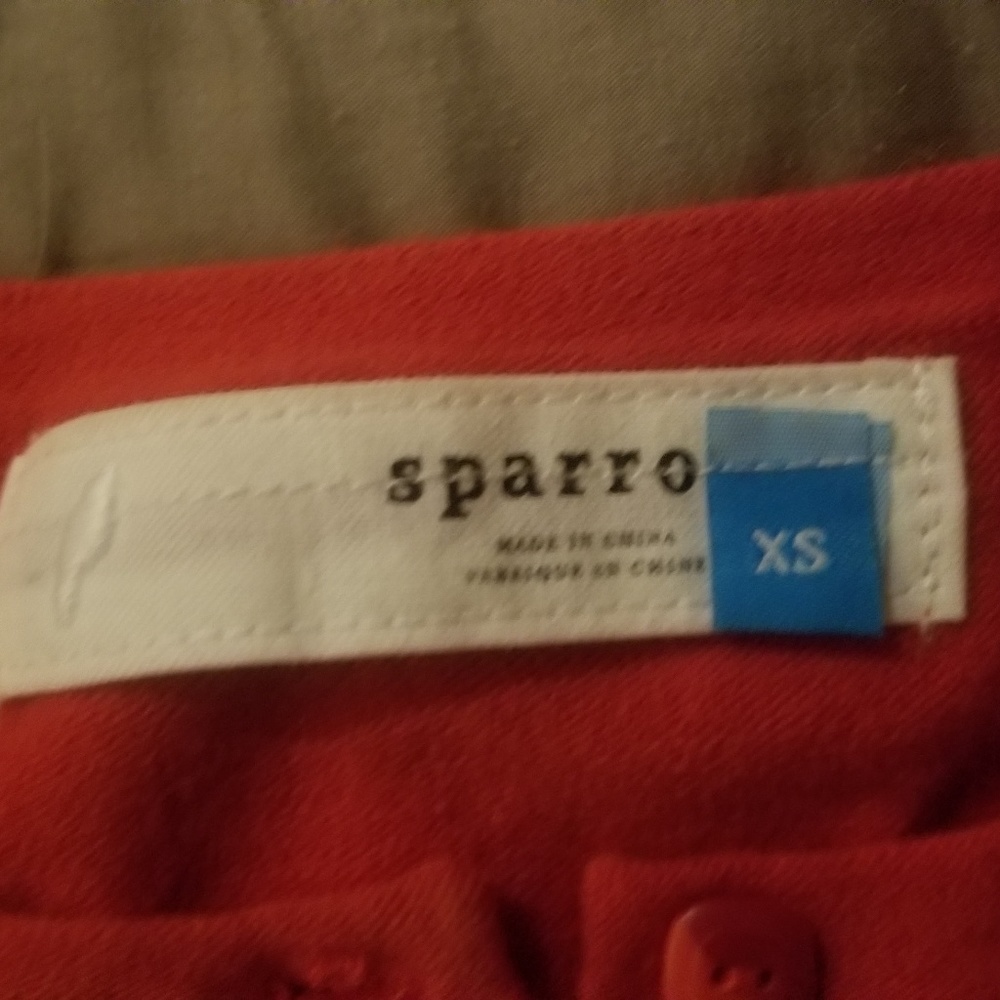 sparro
XS
MADE IN CHINA
FABRIQUE EN CHINE